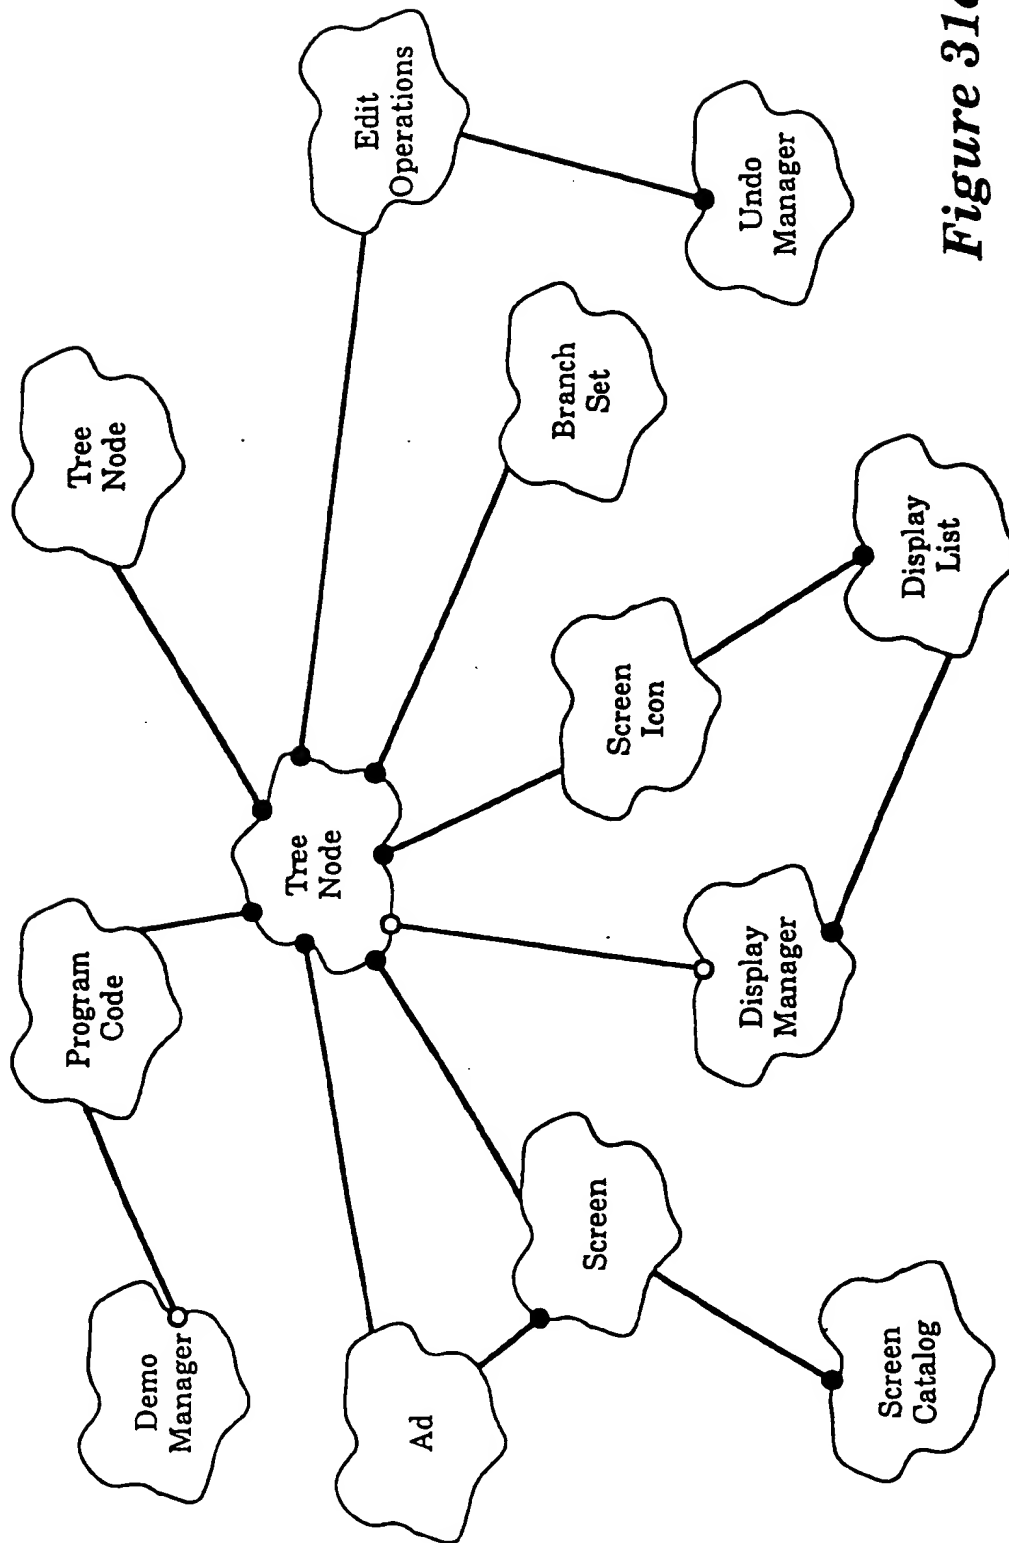 Demo
Manager
Program
Code
Tree
Node
Tree
Node
Edit
Operations
Ad
Screen
Screen
Icon
Branch
Set
Display
Manager
Undo
Manager
Screen
Catalog
Display
List
Figure